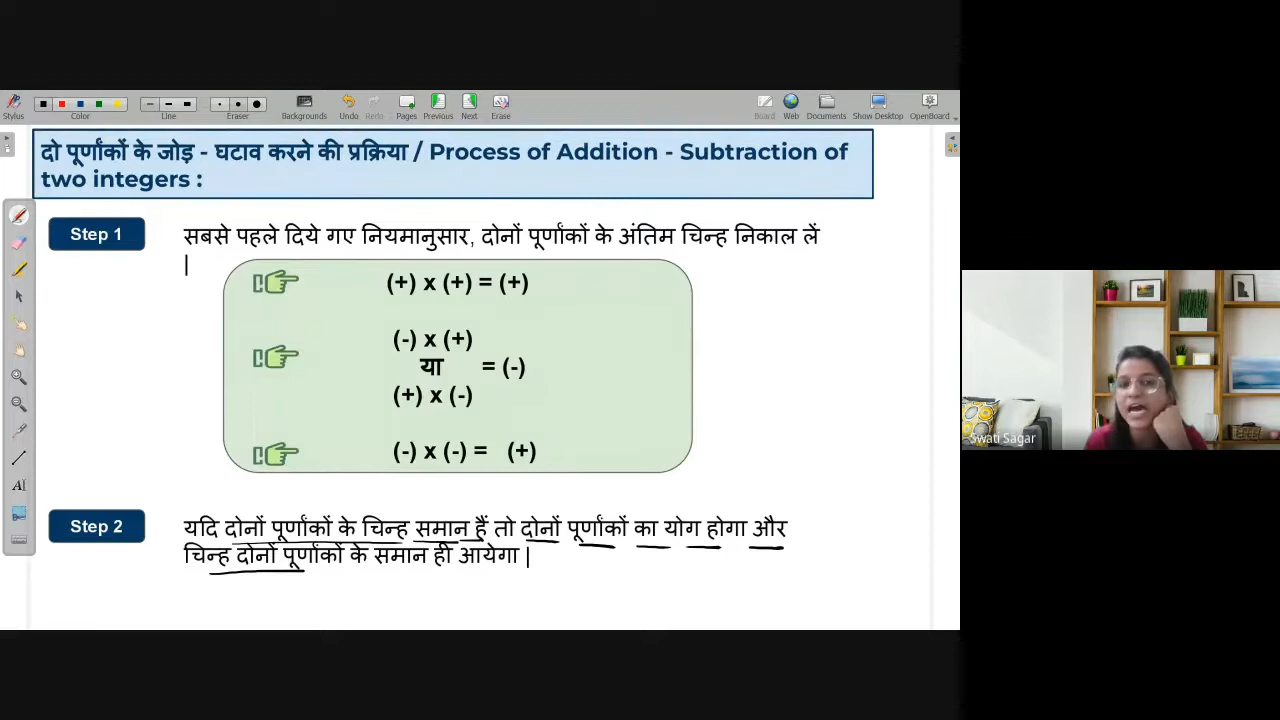 Stylus
Color
Line
Eraser
Backgrounds
Undo
Redo
Pages
Previous
Next
Erase
Board
Web
Documents
Show Desktop
OpenBoard
दो पूर्णांकों के जोड़ - घटाव करने की प्रक्रिया / Process of Addition - Subtraction of
two integers :
Step 1
सबसे पहले दिये गए नियमानुसार, दोनों पूर्णांकों के अंतिम चिन्ह निकाल लें
|
(+) x (+) = (+)
(-) x (+)
या = (-)
(+) x (-)
(-) x (-) = (+)
Step 2
यदि दोनों पूर्णांकों के चिन्ह समान हैं तो दोनों पूर्णांकों का योग होगा और
चिन्ह दोनों पूर्णांकों के समान ही आयेगा |
Swati Sagar